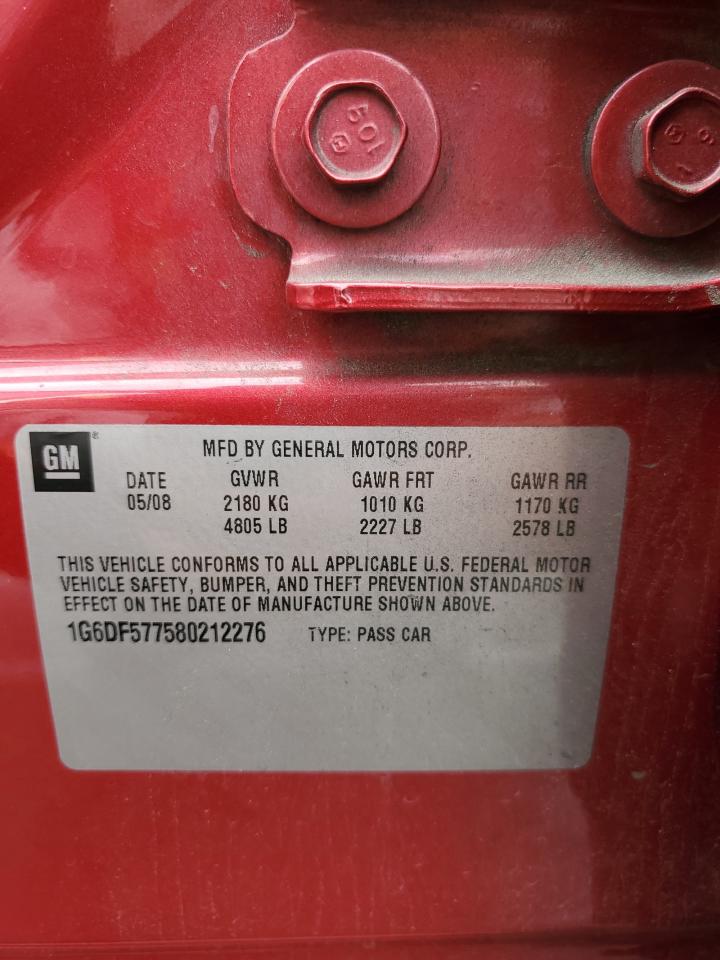 109
GM
MFD BY GENERAL MOTORS CORP.
DATE GVWR GAWR FRT GAWR RR
05/08 2180 KG 1010 KG 1170 KG
4805 LB 2227 LB 2578 LB
THIS VEHICLE CONFORMS TO ALL APPLICABLE U.S. FEDERAL MOTOR
VEHICLE SAFETY, BUMPER, AND THEFT PREVENTION STANDARDS IN
EFFECT ON THE DATE OF MANUFACTURE SHOWN ABOVE.
1G6DF577580212276 TYPE: PASS CAR